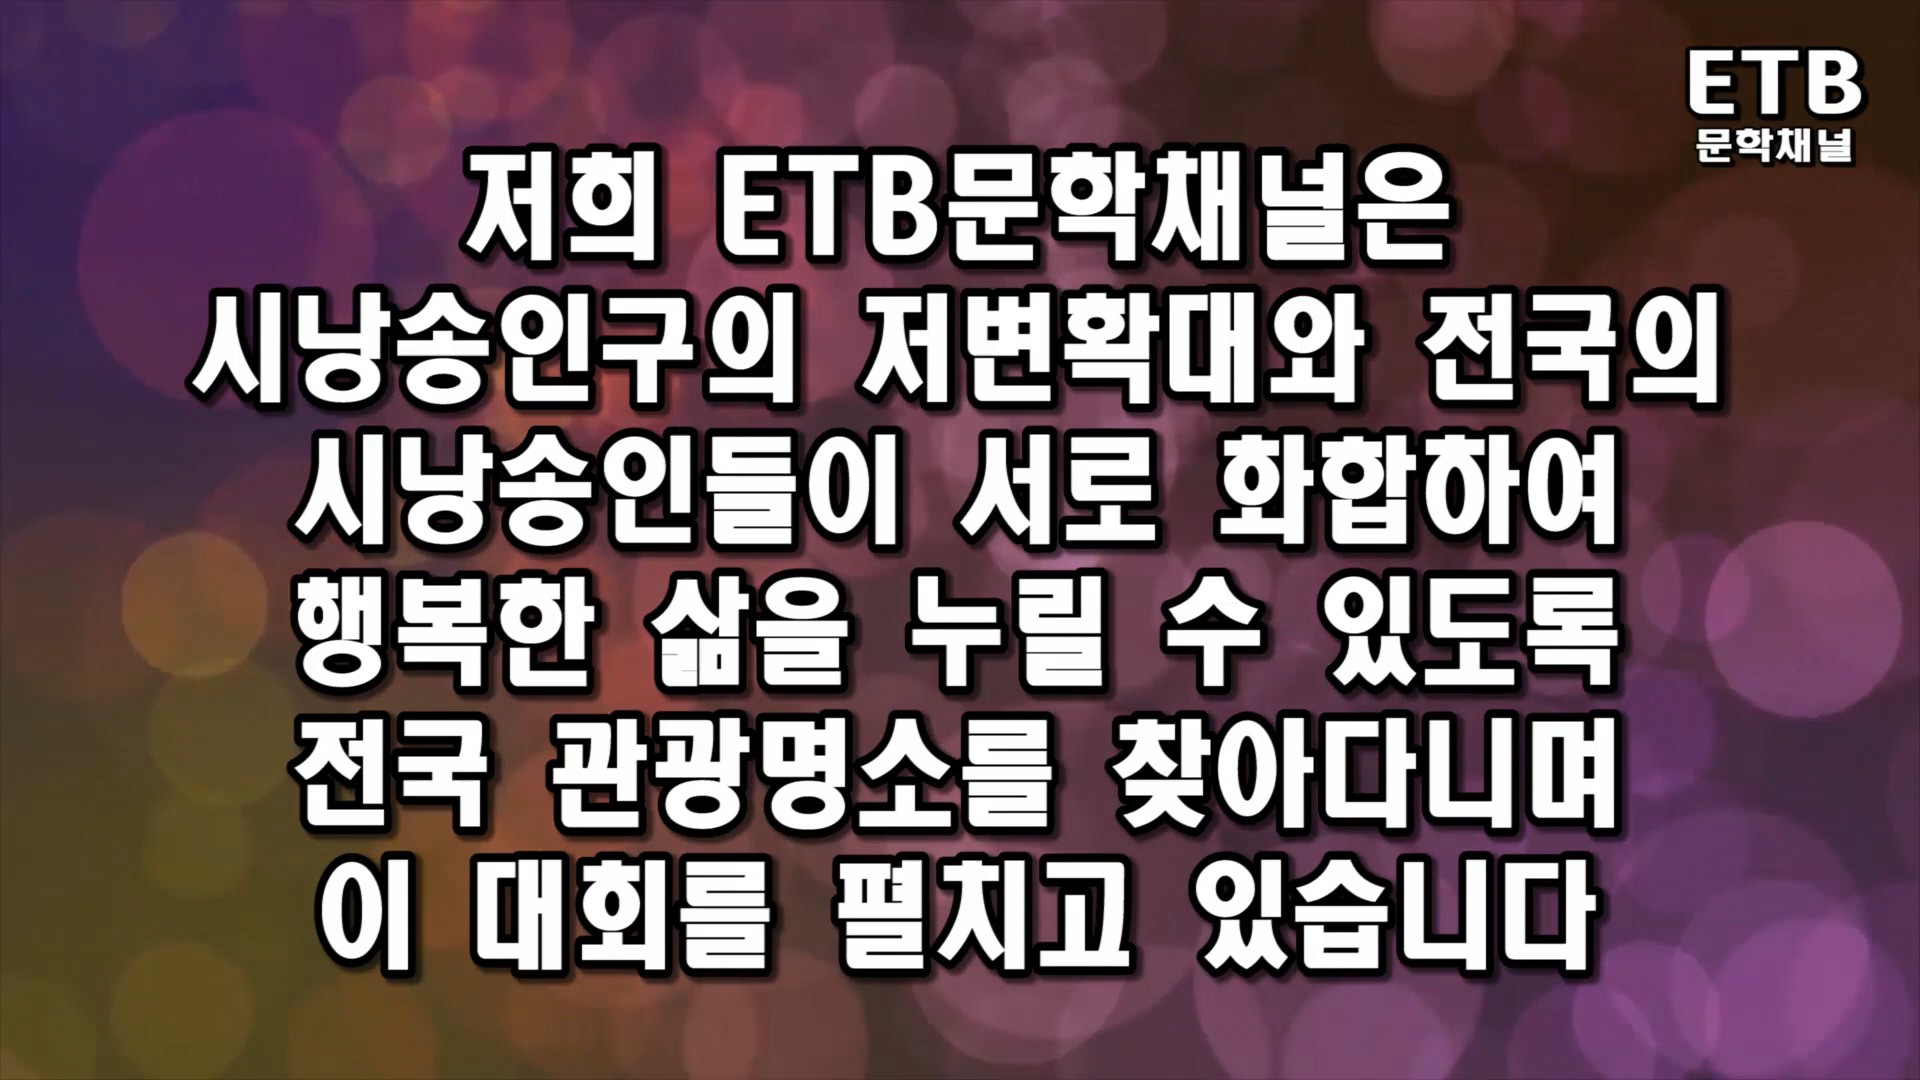 ETB
문학채널
저희 ETB문학채널은
시낭송인구의 저변확대와 전국의
시낭송인들이 서로 화합하여
행복한 삶을 누릴 수 있도록
전국 관광명소를 찾아다니며
이 대회를 펼치고 있습니다